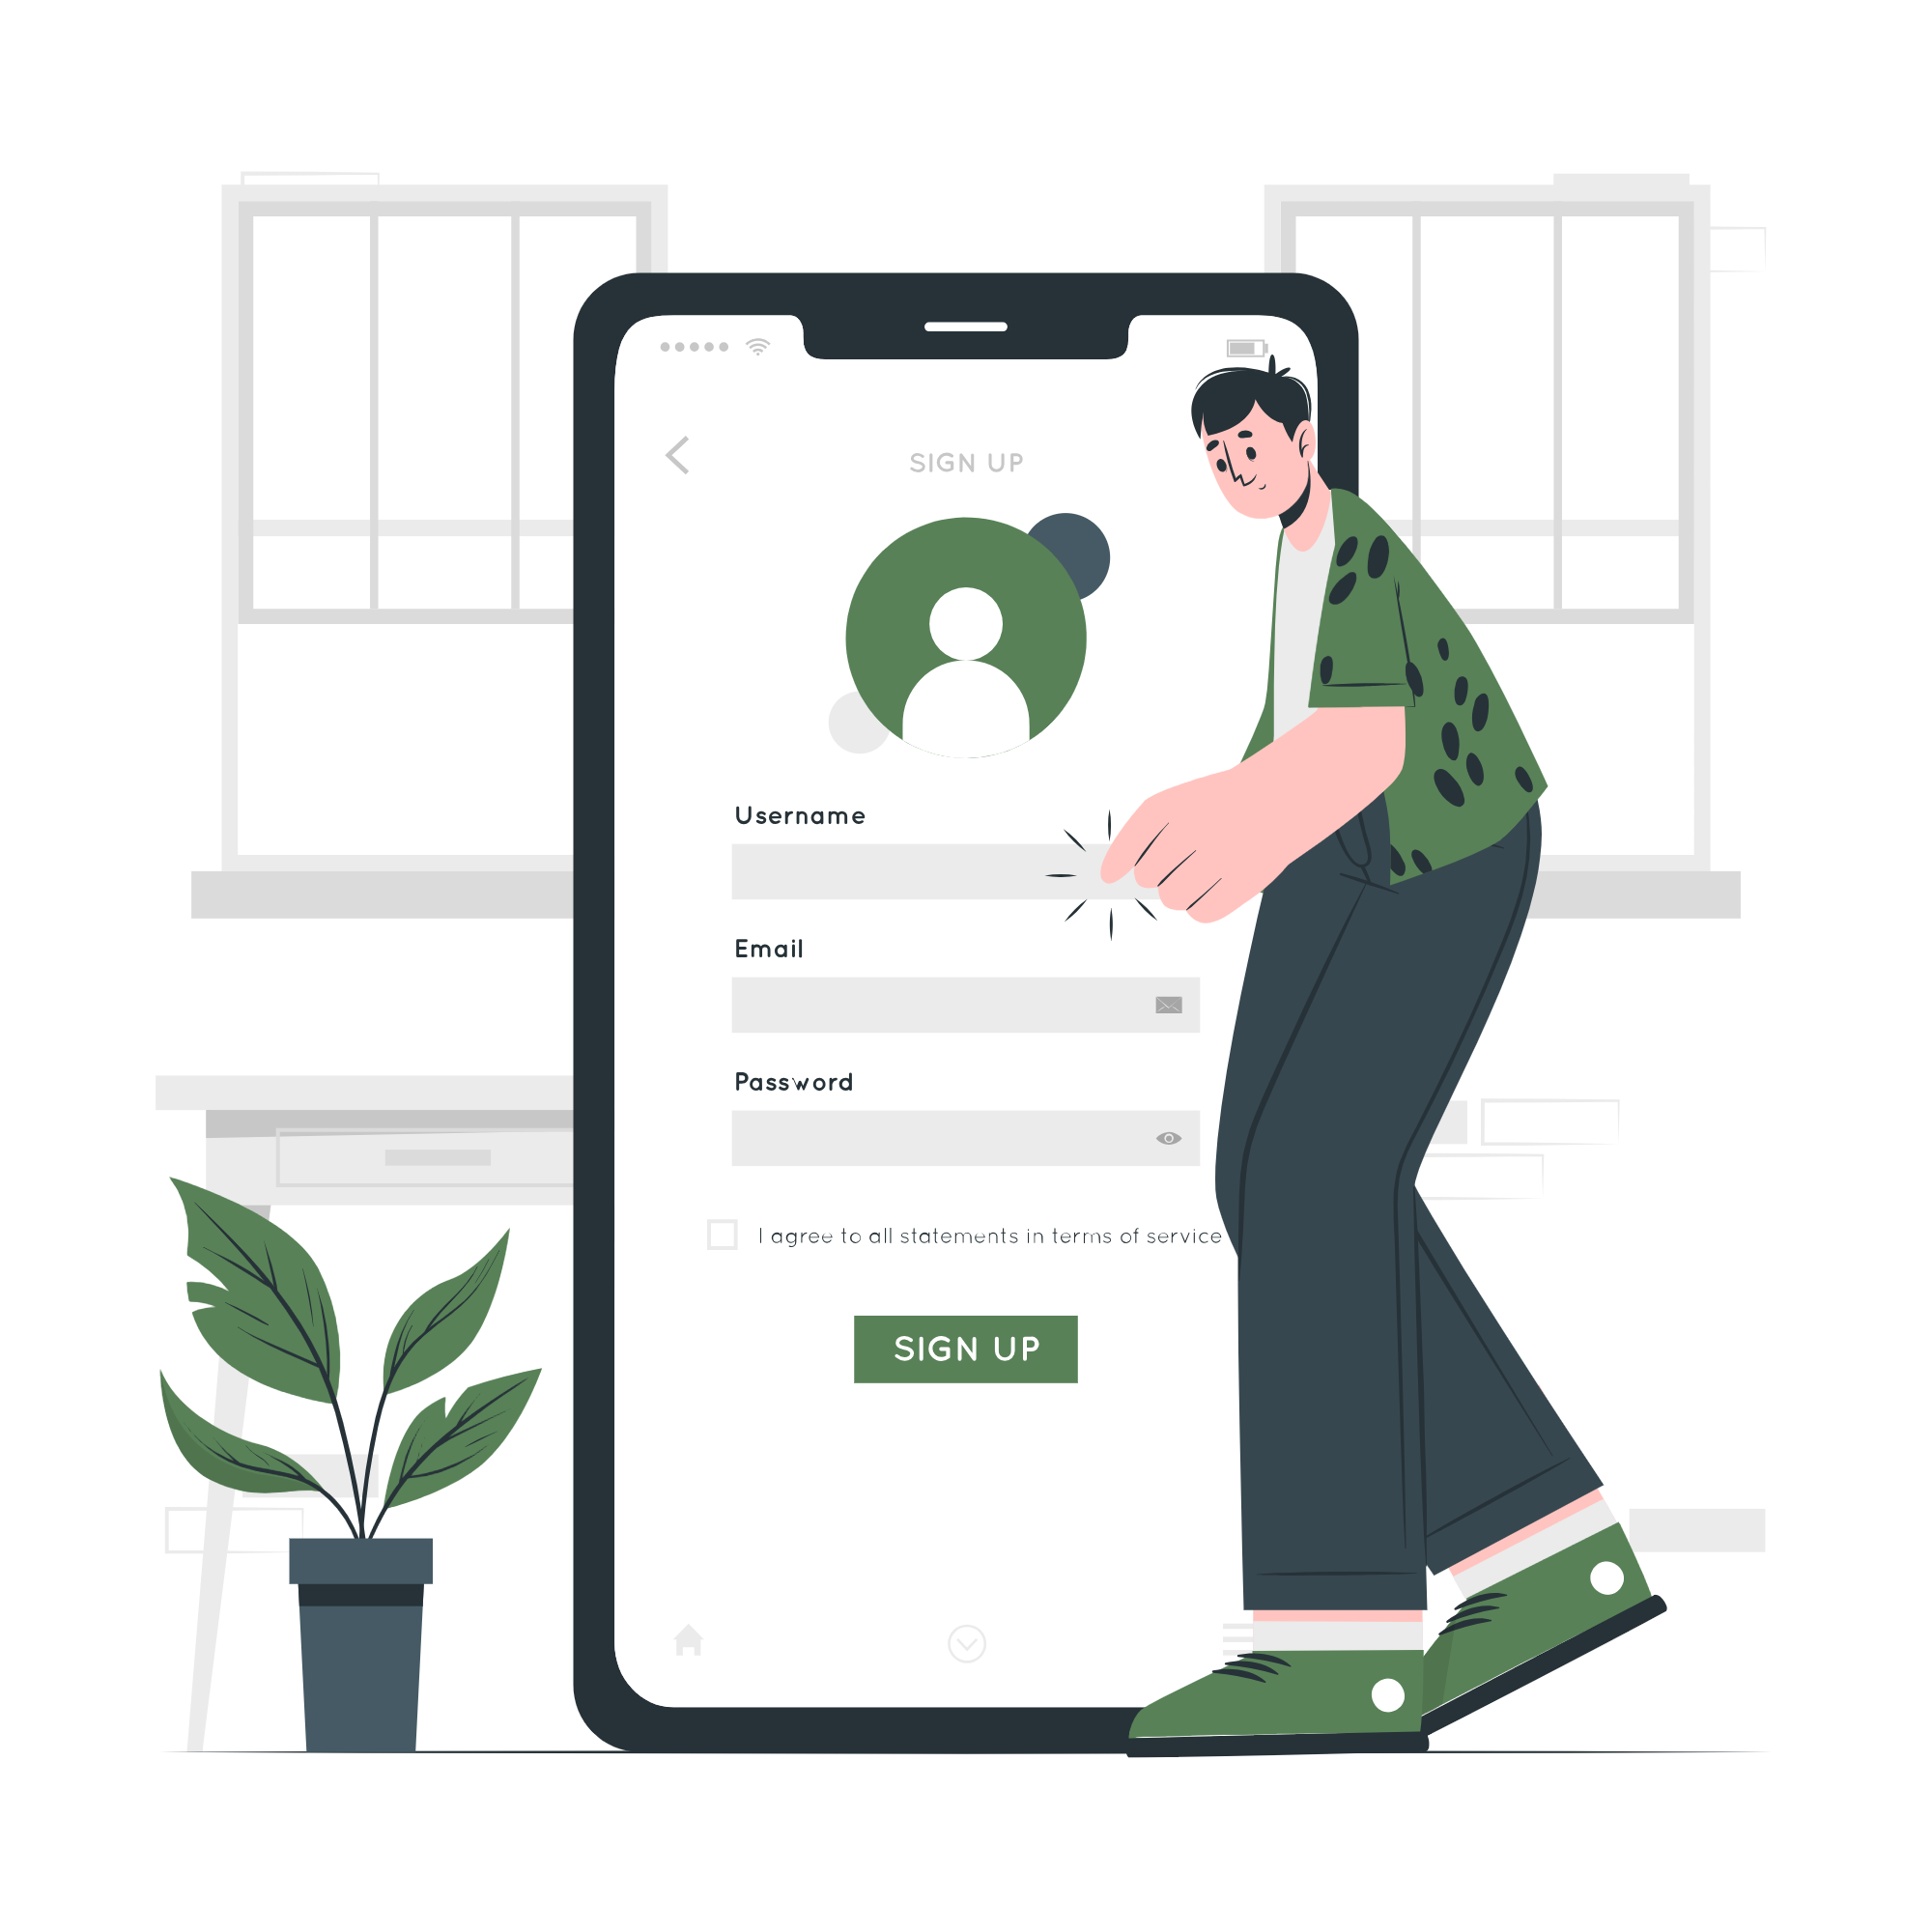 SIGN UP
Username
Email
Password
I agree to all statements in terms of service
SIGN UP